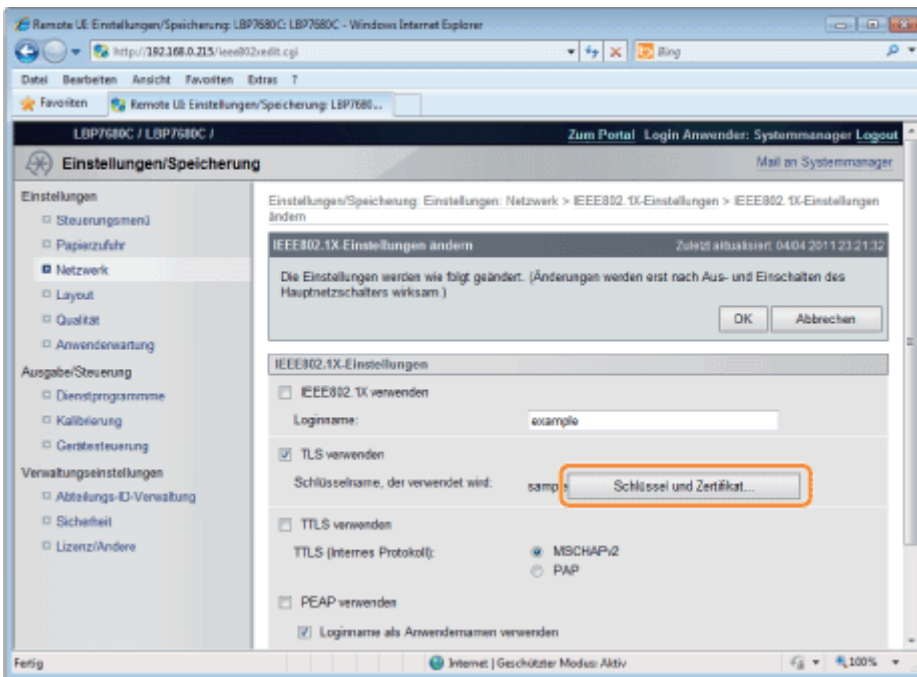 Remote UI: Einstellungen/Speicherung: LBP7680C: LBP7680C - Windows Internet Explorer
http://192.168.0.215/ieee802xedit.cgi
Bing
Datei Bearbeiten Ansicht Favoriten Extras ?
Favoriten Remote UI: Einstellungen/Speicherung: LBP7680...
LBP7680C / LBP7680C / Zum Portal Login Anwender: Systemmanager Logout
Einstellungen/Speicherung Mail an Systemmanager
Einstellungen
Steuerungsmenü
Papierzufuhr
Netzwerk
Layout
Qualität
Anwenderwartung
Ausgabe/Steuerung
Dienstprogrammme
Kalibrierung
Gerätesteuerung
Verwaltungseinstellungen
Abteilungs-ID-Verwaltung
Sicherheit
Lizenz/Andere
Einstellungen/Speicherung: Einstellungen: Netzwerk > IEEE802.1X-Einstellungen > IEEE802.1X-Einstellungen
ändern
IEEE802.1X-Einstellungen ändern Zuletzt aktualisiert: 04/04 2011 23:21:32
Die Einstellungen werden wie folgt geändert. (Änderungen werden erst nach Aus- und Einschalten des
Hauptnetzschalters wirksam.)
OK Abbrechen
IEEE802.1X-Einstellungen
IEEE802.1X verwenden
Loginname: example
TLS verwenden
Schlüsselname, der verwendet wird: sample Schlüssel und Zertifikat...
TTLS verwenden
TTLS (Internes Protokoll): MSCHAPv2
PAP
PEAP verwenden
Loginname als Anwendernamen verwenden
Fertig Internet | Geschützter Modus: Aktiv 100%